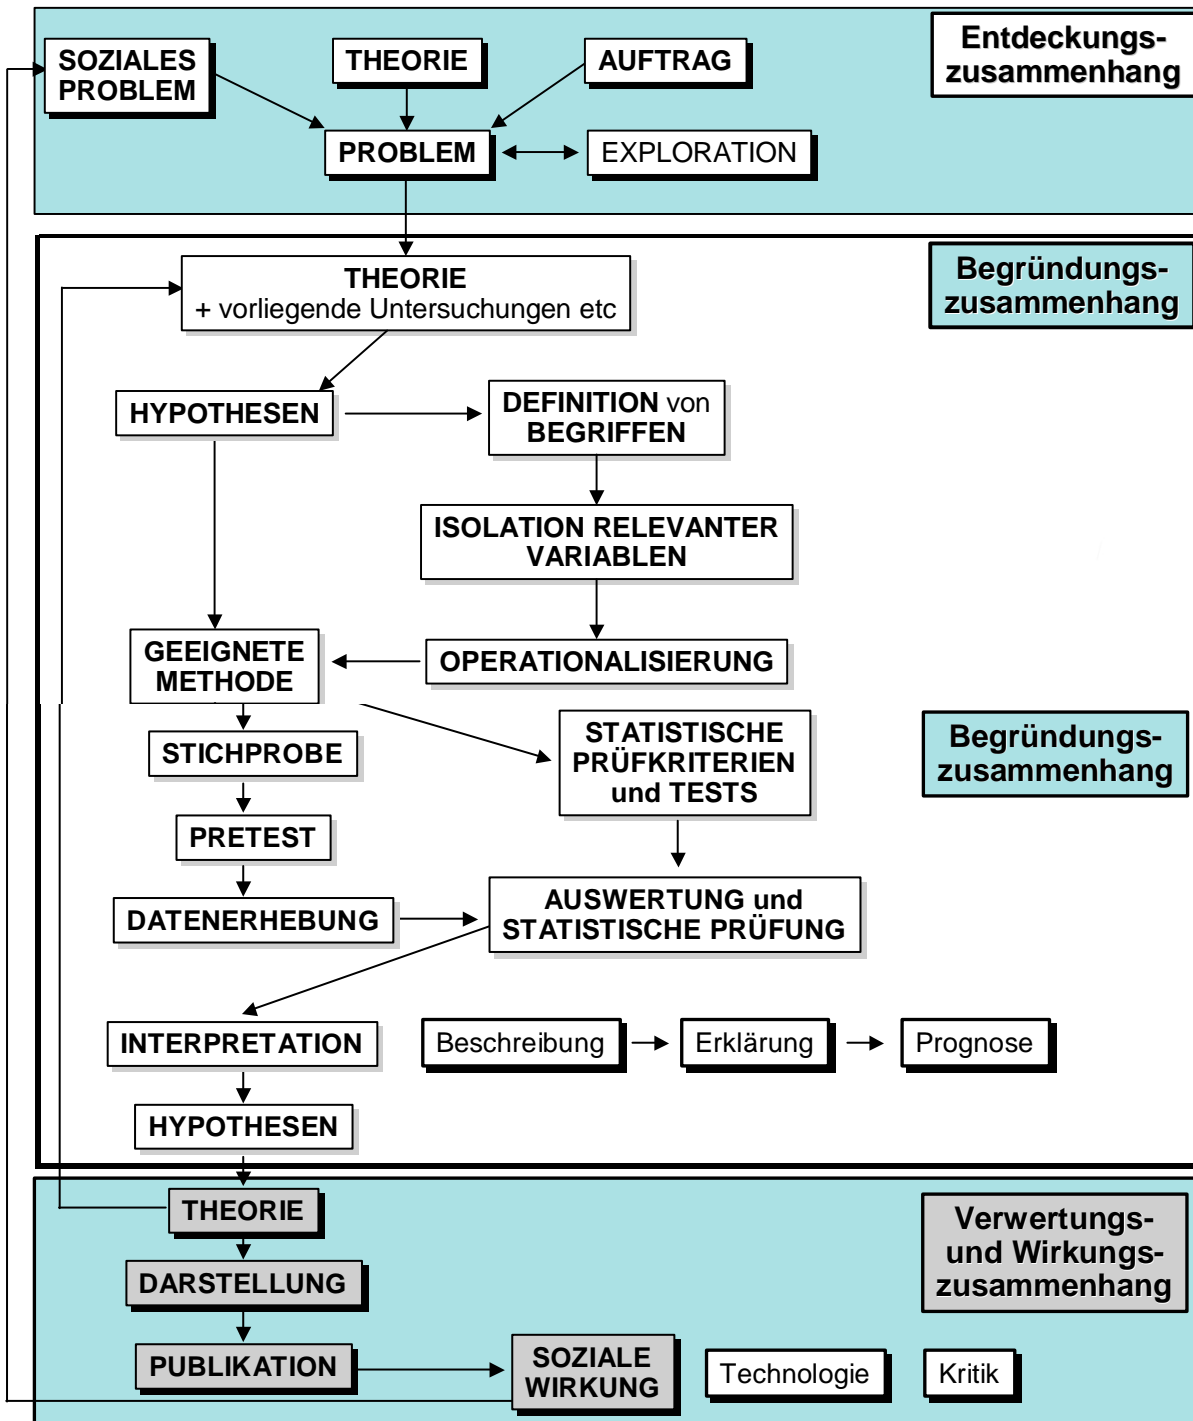 SOZIALES
PROBLEM
THEORIE
AUFTRAG
Entdeckungs-
zusammenhang
PROBLEM
EXPLORATION
THEORIE
+ vorliegende Untersuchungen etc
Begründungs-
zusammenhang
HYPOTHESEN
DEFINITION von
BEGRIFFEN
ISOLATION RELEVANTER
VARIABLEN
GEEIGNETE
METHODE
OPERATIONALISIERUNG
STICHPROBE
STATISTISCHE
PRÜFKRITERIEN
und TESTS
Begründungs-
zusammenhang
PRETEST
DATENERHEBUNG
AUSWERTUNG und
STATISTISCHE PRÜFUNG
INTERPRETATION
Beschreibung
Erklärung
Prognose
HYPOTHESEN
THEORIE
Verwertungs-
und Wirkungs-
zusammenhang
DARSTELLUNG
PUBLIKATION
SOZIALE
WIRKUNG
Technologie
Kritik